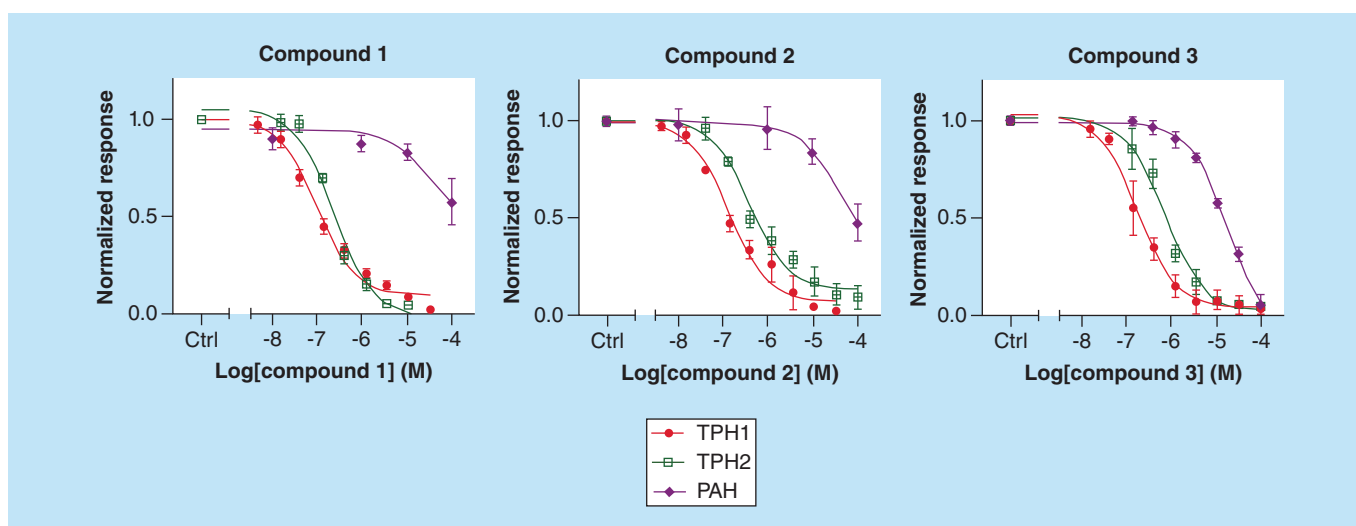 Compound 1
Normalized response
1.0
0.5
0.0
Ctrl
-8
-7
-6
-5
-4
Log[compound 1] (M)
Compound 2
Normalized response
1.0
0.5
0.0
Ctrl
-8
-7
-6
-5
-4
Log[compound 2] (M)
Compound 3
Normalized response
1.0
0.5
0.0
Ctrl
-8
-7
-6
-5
-4
Log[compound 3] (M)
TPH1
TPH2
PAH